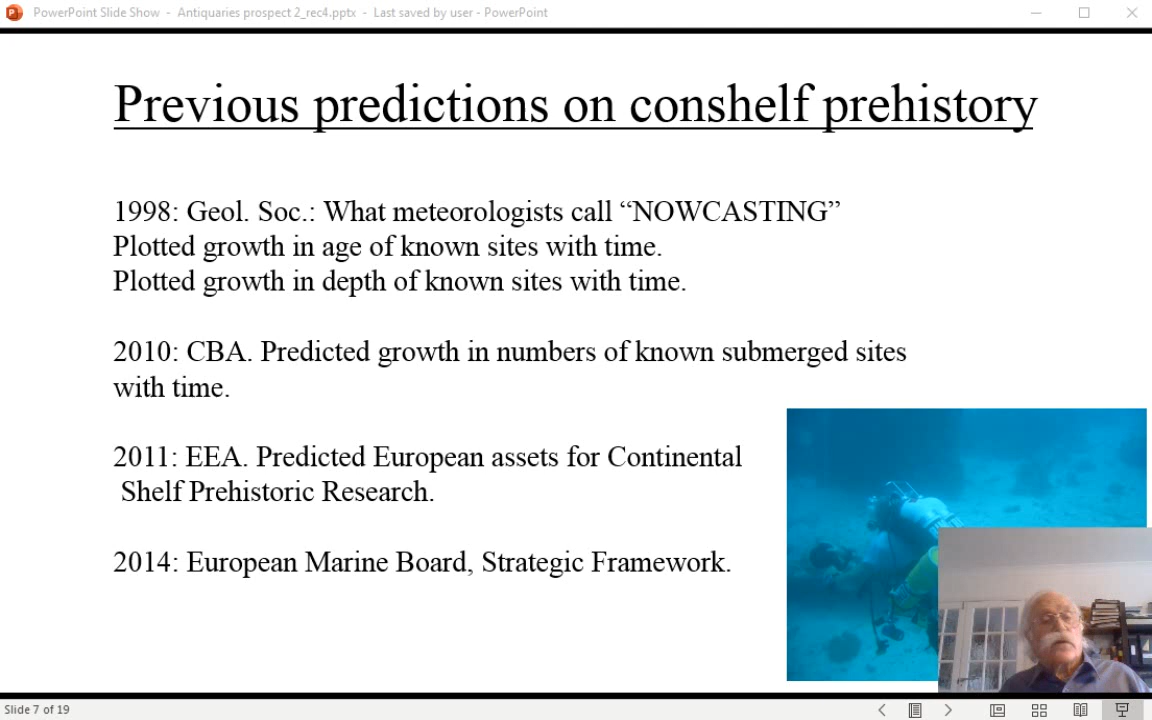 PowerPoint Slide Show - Antiquaries prospect 2_rec4.pptx - Last saved by user - PowerPoint
Previous predictions on conshelf prehistory
1998: Geol. Soc.: What meteorologists call “NOWCASTING”
Plotted growth in age of known sites with time.
Plotted growth in depth of known sites with time.
2010: CBA. Predicted growth in numbers of known submerged sites
with time.
2011: EEA. Predicted European assets for Continental
Shelf Prehistoric Research.
2014: European Marine Board, Strategic Framework.
Slide 7 of 19